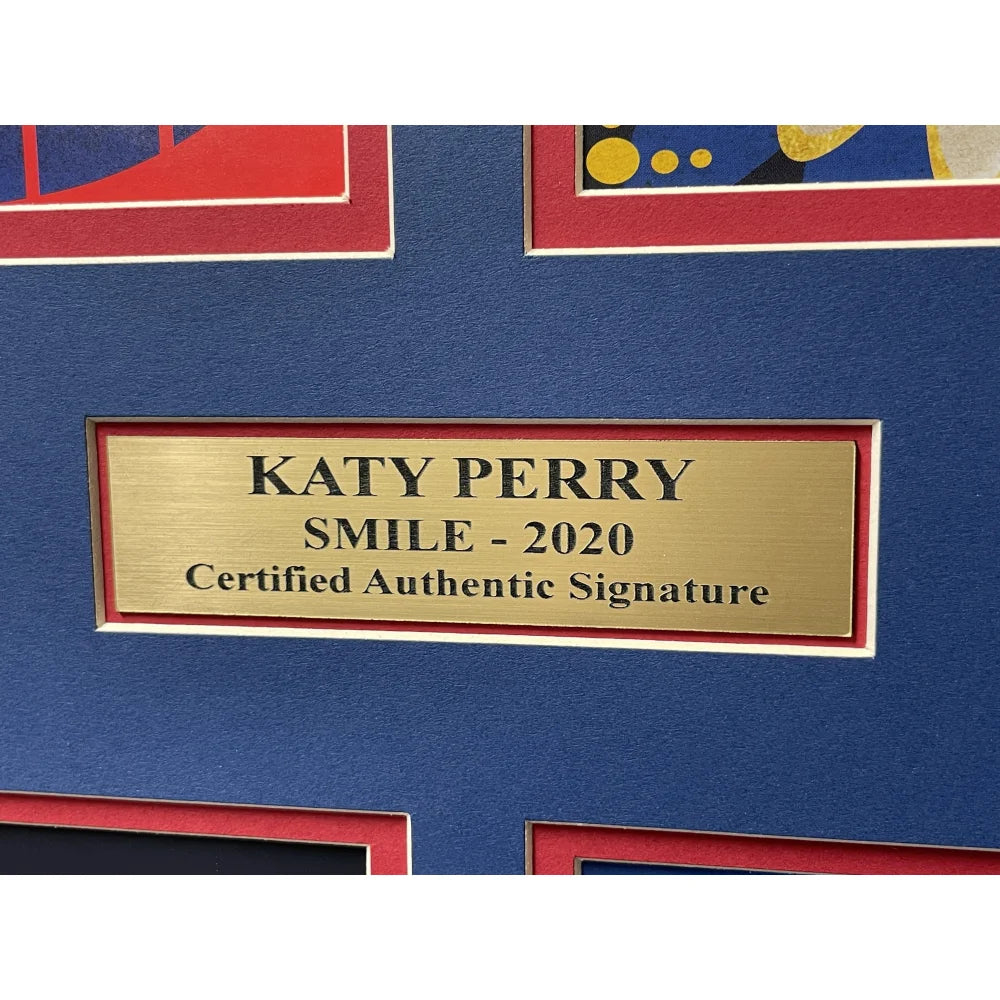 KATY PERRY
SMILE - 2020
Certified Authentic Signature